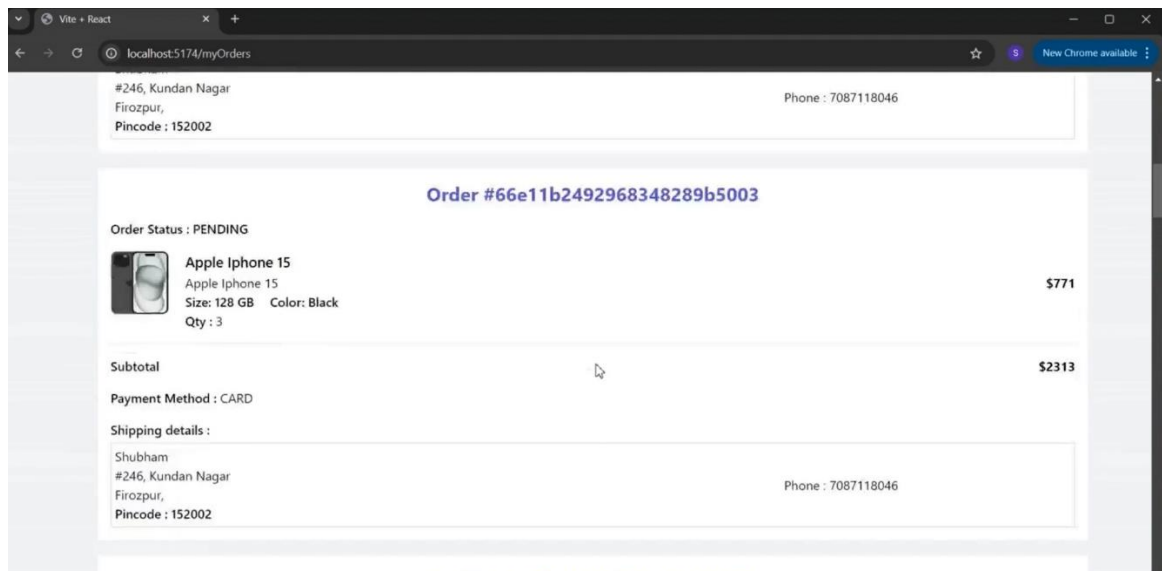 Vite + React
localhost:5174/myOrders
S
New Chrome available
#246, Kundan Nagar
Firozpur,
Pincode : 152002
Phone : 7087118046
Order #66e11b2492968348289b5003
Order Status : PENDING
Apple Iphone 15
Apple Iphone 15
$771
Size: 128 GB Color: Black
Qty : 3
Subtotal $2313
Payment Method : CARD
Shipping details :
Shubham
#246, Kundan Nagar
Firozpur,
Pincode : 152002
Phone : 7087118046